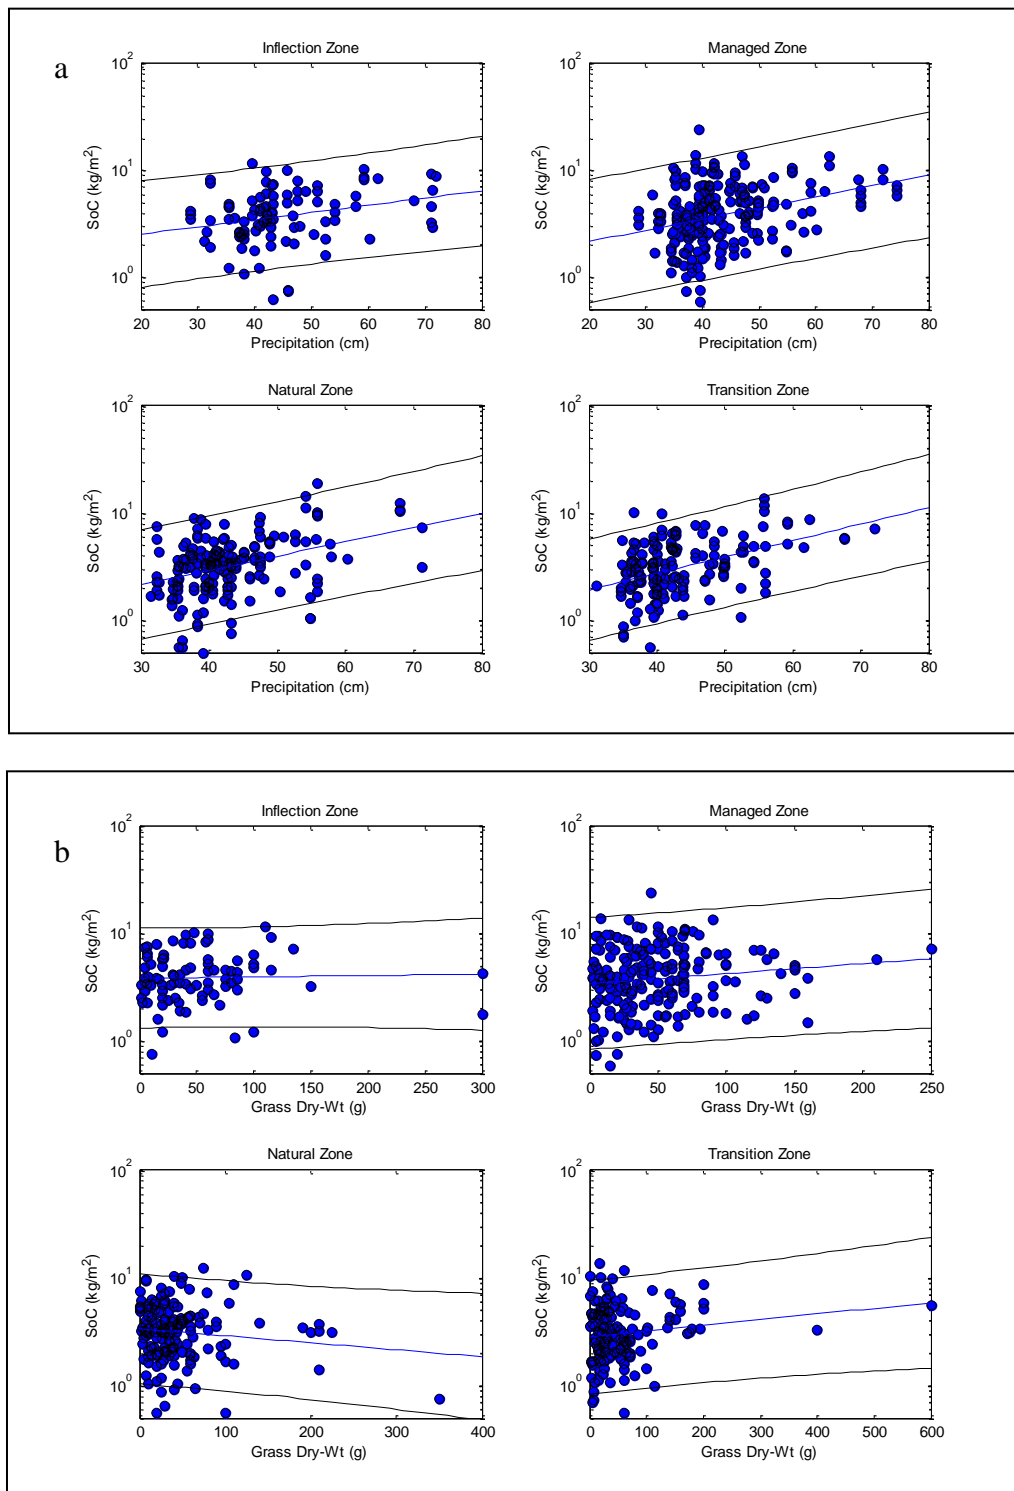 a
Inflection Zone
Managed Zone
10^2
10^1
10^0
SoC (kg/m^2)
20 30 40 50 60 70 80
Precipitation (cm)
10^2
10^1
10^0
SoC (kg/m^2)
20 30 40 50 60 70 80
Precipitation (cm)
Natural Zone
Transition Zone
10^2
10^1
10^0
SoC (kg/m^2)
30 40 50 60 70 80
Precipitation (cm)
10^2
10^1
10^0
SoC (kg/m^2)
30 40 50 60 70 80
Precipitation (cm)
b
Inflection Zone
Managed Zone
10^2
10^1
10^0
SoC (kg/m^2)
0 50 100 150 200 250 300
Grass Dry-Wt (g)
10^2
10^1
10^0
SoC (kg/m^2)
0 50 100 150 200 250
Grass Dry-Wt (g)
Natural Zone
Transition Zone
10^2
10^1
10^0
SoC (kg/m^2)
0 100 200 300 400
Grass Dry-Wt (g)
10^2
10^1
10^0
SoC (kg/m^2)
0 100 200 300 400 500 600
Grass Dry-Wt (g)